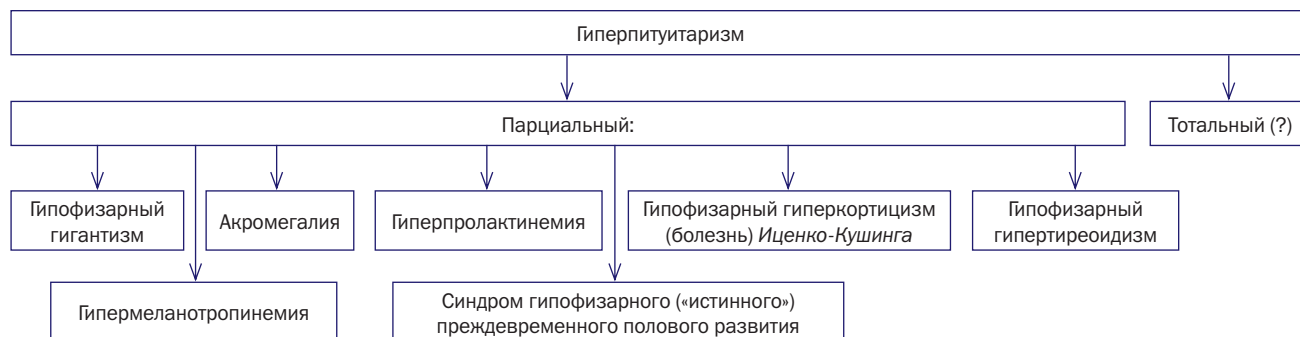 Гиперпитуитаризм
Парциальный:
Тотальный (?)
Гипофизарный
гигантизм
Акромегалия
Гиперпролактинемия
Гипофизарный гиперкортицизм
(болезнь) Иценко-Кушинга
Гипофизарный
гипертиреоидизм
Гипермеланотропинемия
Синдром гипофизарного («истинного»)
преждевременного полового развития